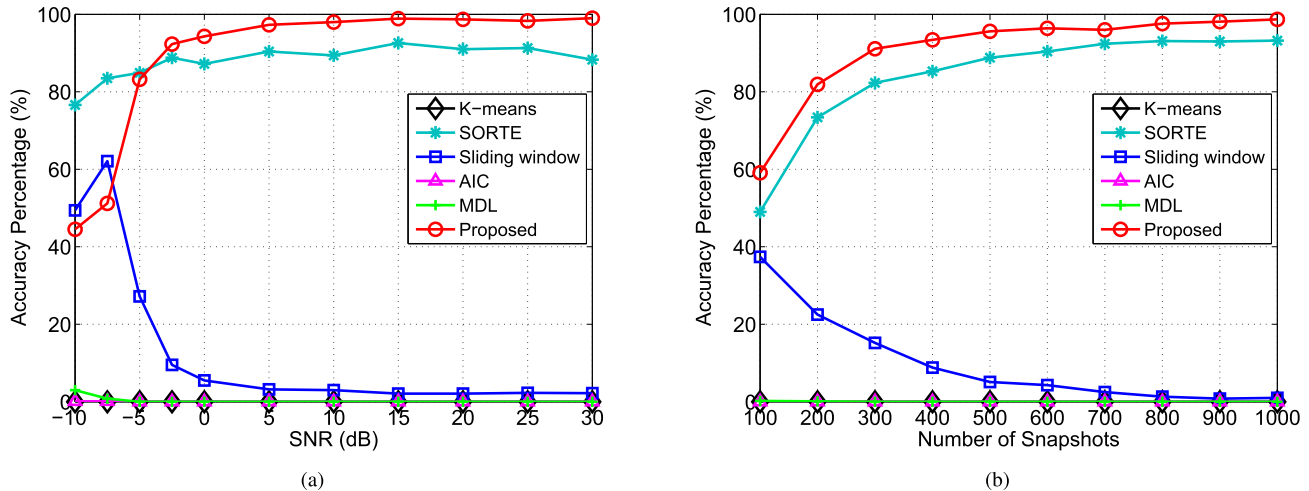 100
80
60
40
20
0
Accuracy Percentage (%)
K−means
SORTE
Sliding window
AIC
MDL
Proposed
−10 −5 0 5 10 15 20 25 30
SNR (dB)
(a)
100
80
60
40
20
0
Accuracy Percentage (%)
K−means
SORTE
Sliding window
AIC
MDL
Proposed
100 200 300 400 500 600 700 800 900 1000
Number of Snapshots
(b)